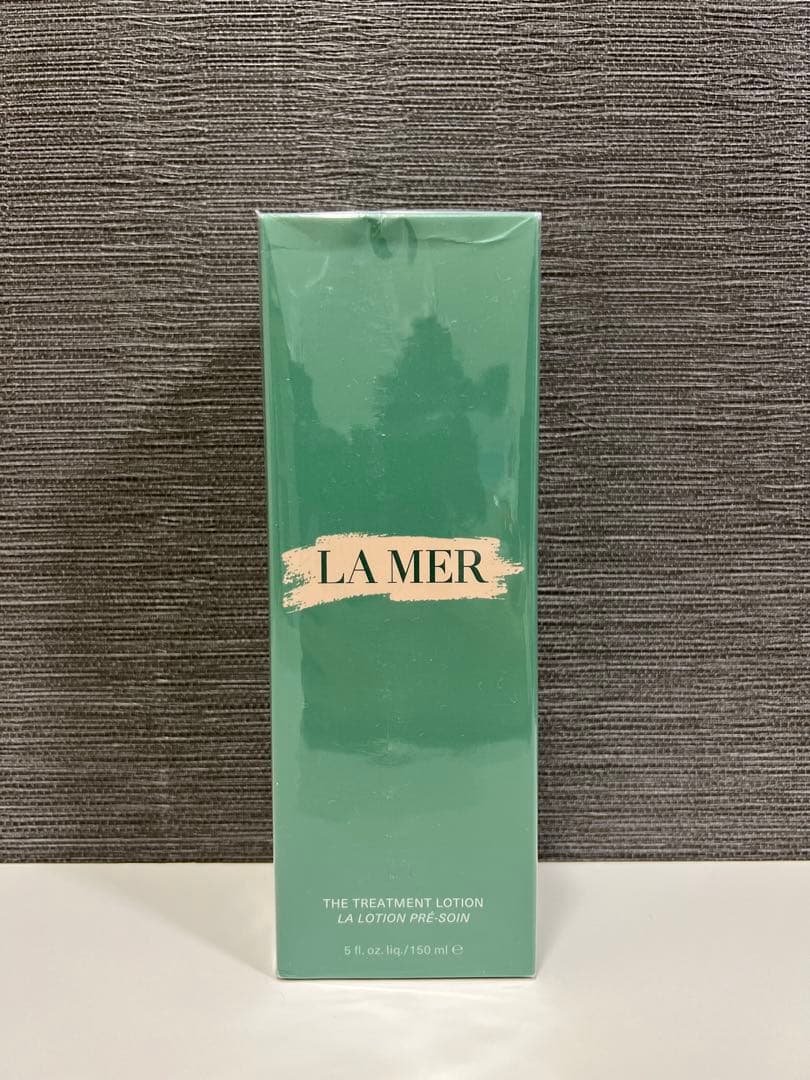 LA MER
THE TREATMENT LOTION
LA LOTION PRÉ-SOIN
5 fl. oz. liq./150 ml ℮